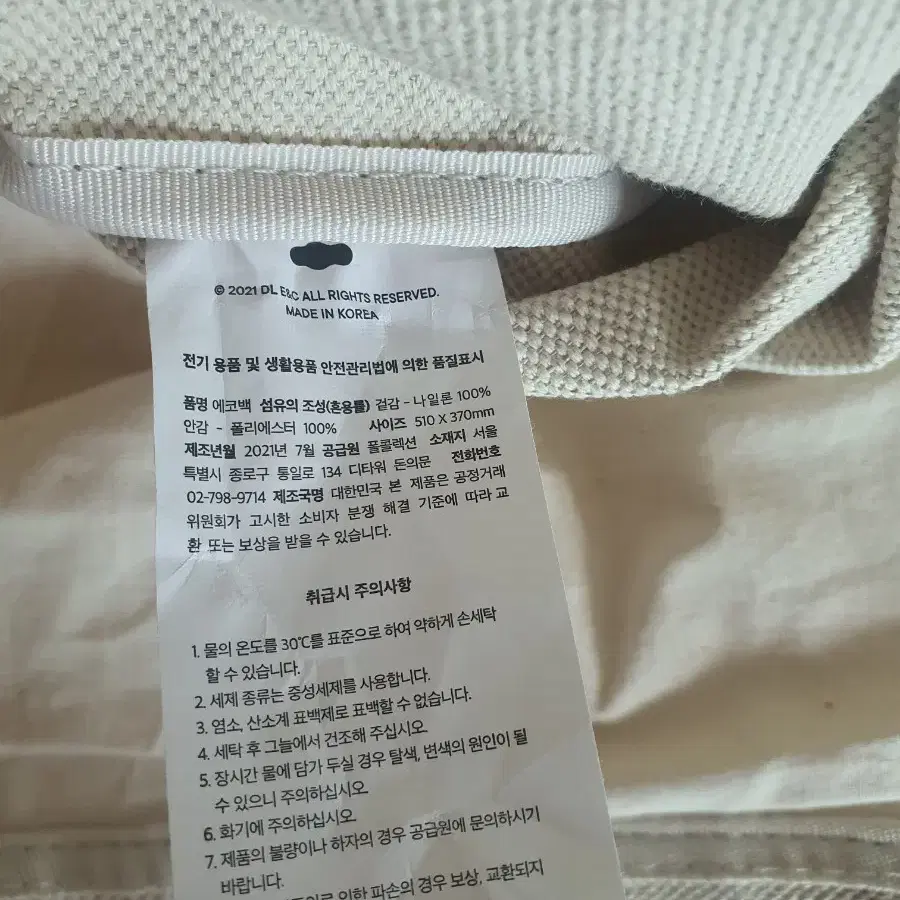 © 2021 DL E&C ALL RIGHTS RESERVED.
MADE IN KOREA
전기 용품 및 생활용품 안전관리법에 의한 품질표시
품명 에코백 섬유의 조성(혼용률) 겉감 - 나일론 100%
안감 - 폴리에스터 100% 사이즈 510 X 370mm
제조년월 2021년 7월 공급원 폴콜렉션 소재지 서울
특별시 종로구 통일로 134 디타워 돈의문 전화번호
02-798-9714 제조국명 대한민국 본 제품은 공정거래
위원회가 고시한 소비자 분쟁 해결 기준에 따라 교
환 또는 보상을 받을 수 있습니다.
취급시 주의사항
1. 물의 온도를 30℃를 표준으로 하여 약하게 손세탁
할 수 있습니다.
2. 세제 종류는 중성세제를 사용합니다.
3. 염소, 산소계 표백제로 표백할 수 없습니다.
4. 세탁 후 그늘에서 건조해 주십시오.
5. 장시간 물에 담가 두실 경우 탈색, 변색의 원인이 될
수 있으니 주의하십시오.
6. 화기에 주의하십시오.
7. 제품의 불량이나 하자의 경우 공급원에 문의하시기
바랍니다.
인한 파손의 경우 보상, 교환되지